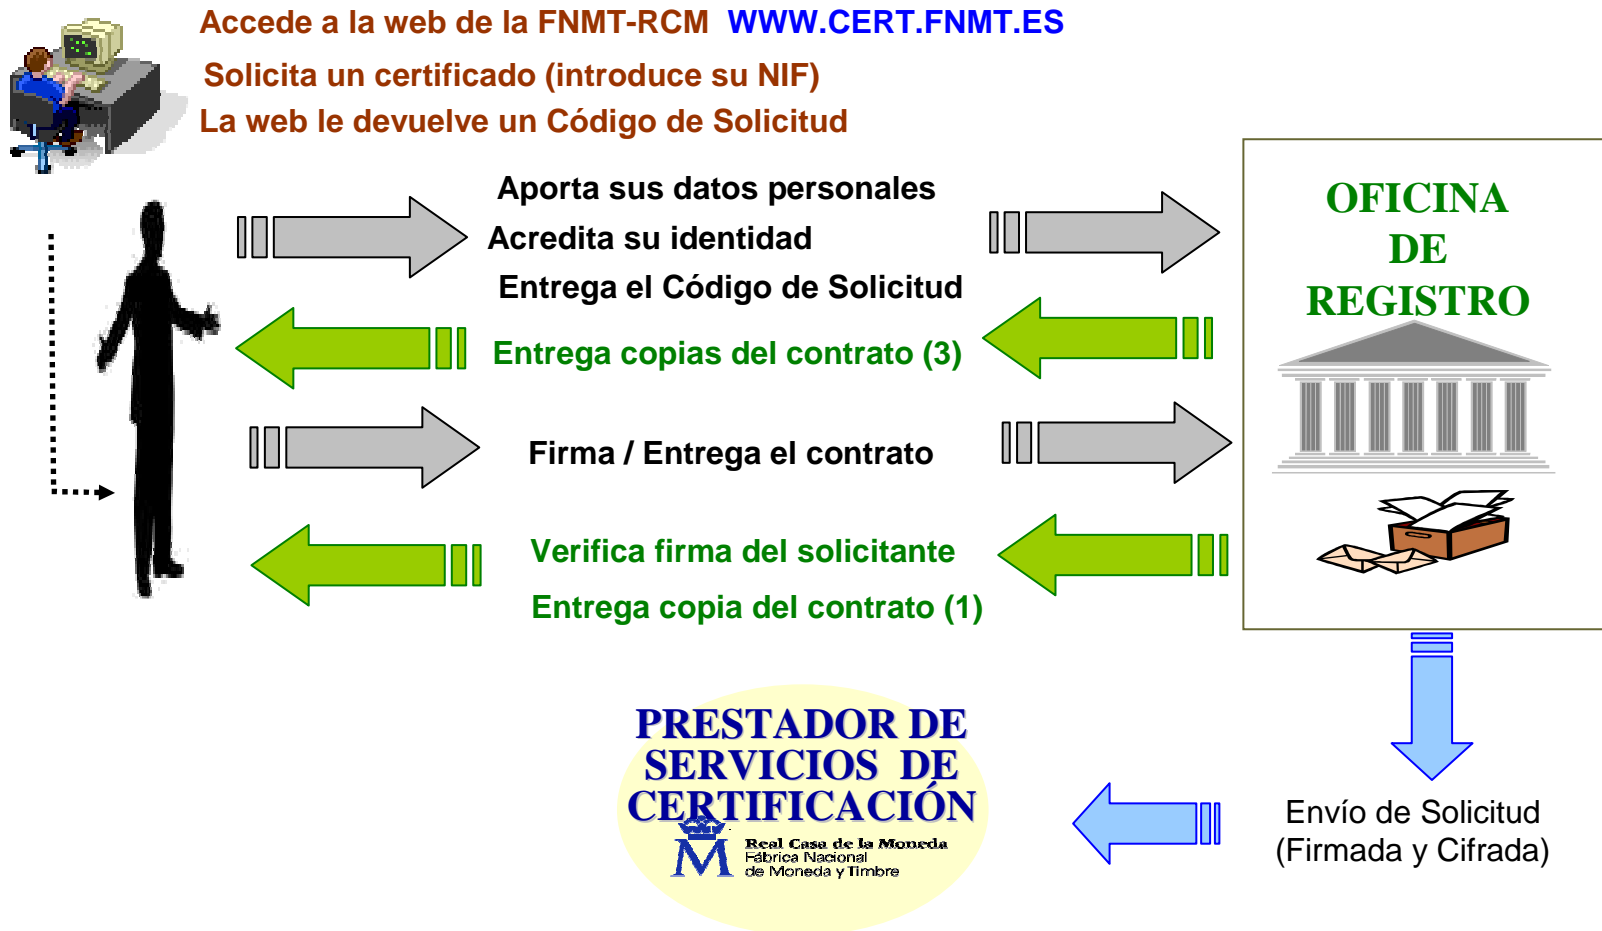 Accede a la web de la FNMT-RCM WWW.CERT.FNMT.ES
Solicita un certificado (introduce su NIF)
La web le devuelve un Código de Solicitud
Aporta sus datos personales
Acredita su identidad
Entrega el Código de Solicitud
Entrega copias del contrato (3)
Firma / Entrega el contrato
Verifica firma del solicitante
Entrega copia del contrato (1)
OFICINA
DE
REGISTRO
Envío de Solicitud
(Firmada y Cifrada)
PRESTADOR DE
SERVICIOS DE
CERTIFICACIÓN
M
Real Casa de la Moneda
Fábrica Nacional
de Moneda y Timbre